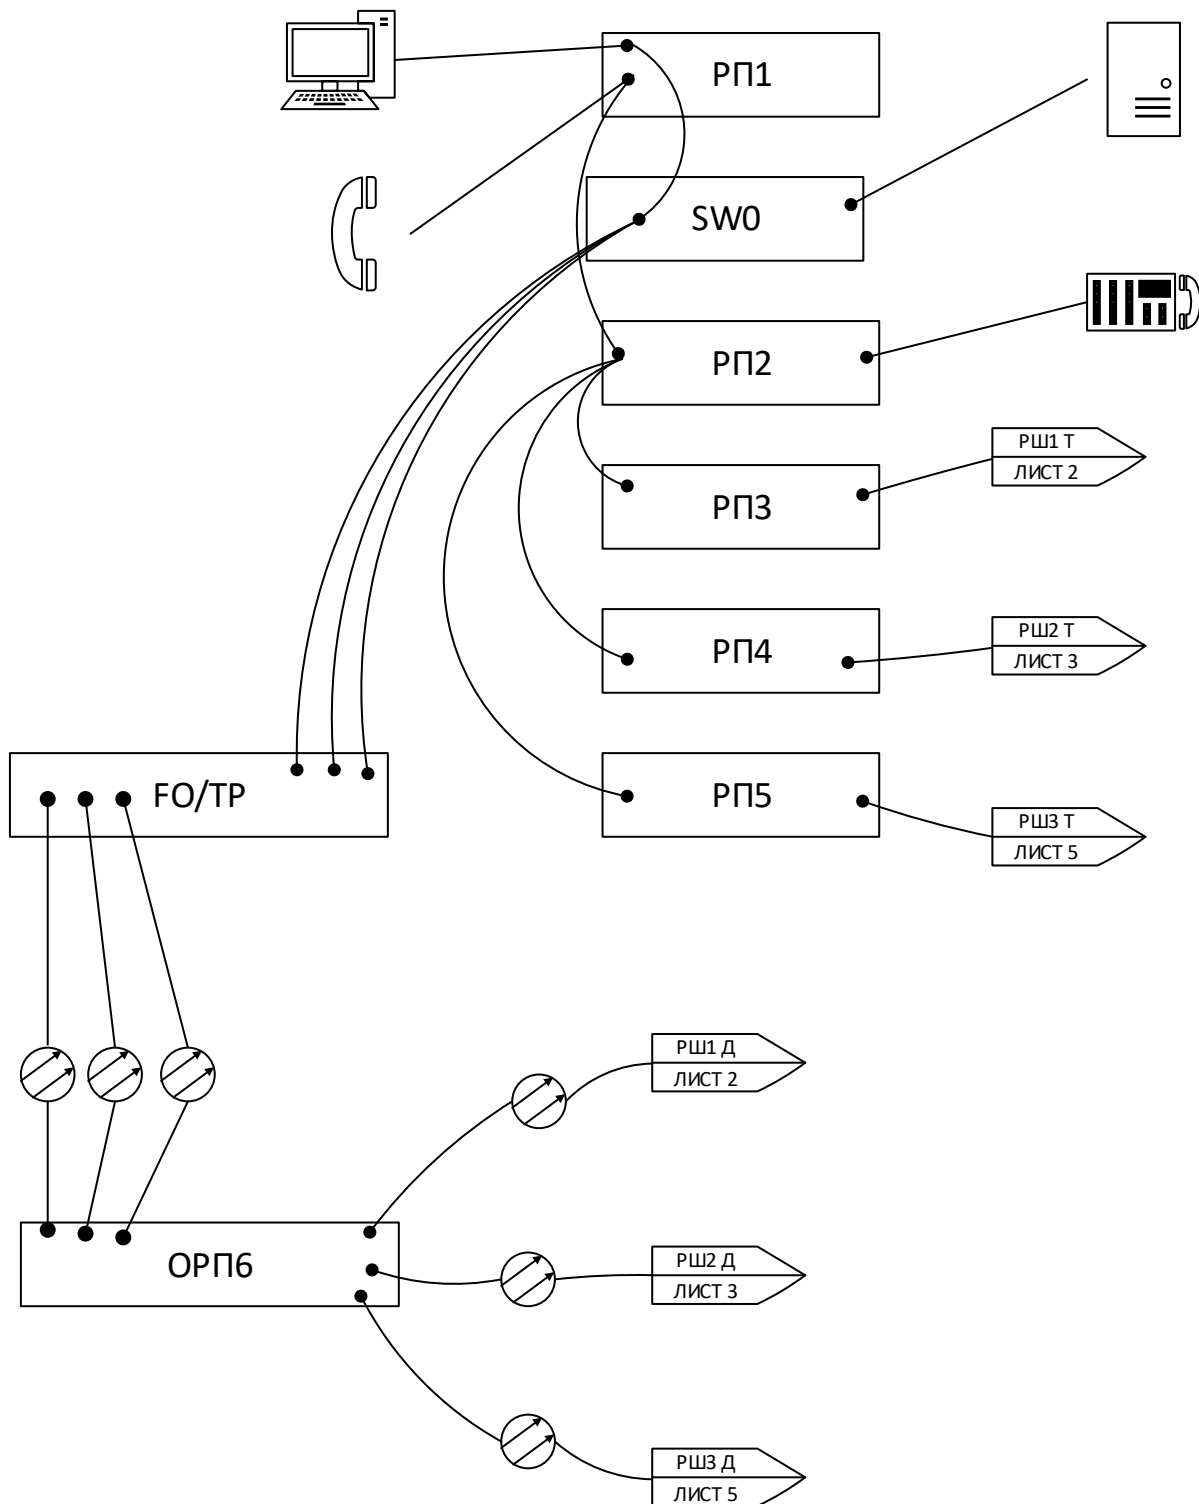 РП1
SW0
РП2
РШ1 Т
ЛИСТ 2
РП3
РШ2 Т
ЛИСТ 3
РП4
FO/TP
РП5
РШ3 Т
ЛИСТ 5
РШ1 Д
ЛИСТ 2
ОРП6
РШ2 Д
ЛИСТ 3
РШ3 Д
ЛИСТ 5